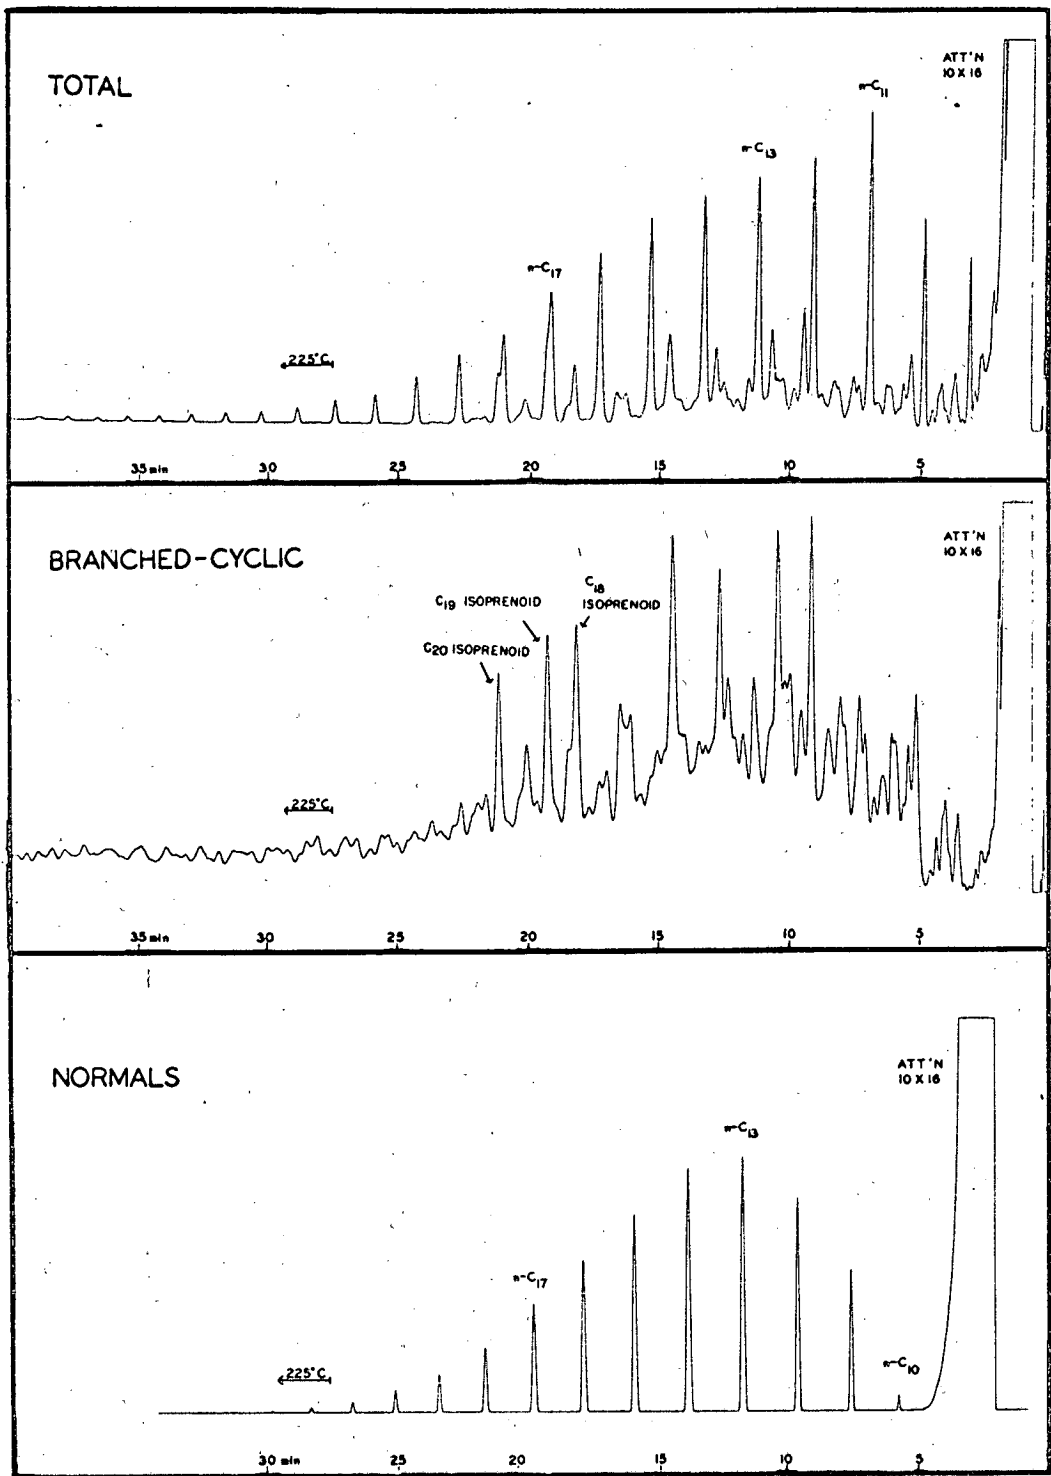 TOTAL
ATT'N
10 X 16
n-C11
n-C13
n-C17
225°C
35 min
30
25
20
15
10
5
BRANCHED-CYCLIC
ATT'N
10 X 16
C18
ISOPRENOID
C19 ISOPRENOID
C20 ISOPRENOID
225°C
35 min
30
25
20
15
10
5
NORMALS
ATT'N
10 X 16
n-C13
n-C17
n-C10
225°C
30 min
25
20
15
10
5